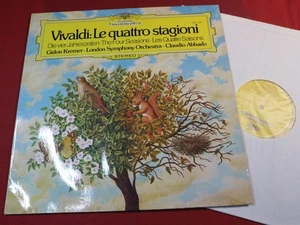 Vivaldi: Le quattro stagioni
Die vier Jahreszeiten · The Four Seasons · Les Quatre Saisons
Gidon Kremer · London Symphony Orchestra · Claudio Abbado
STEREO